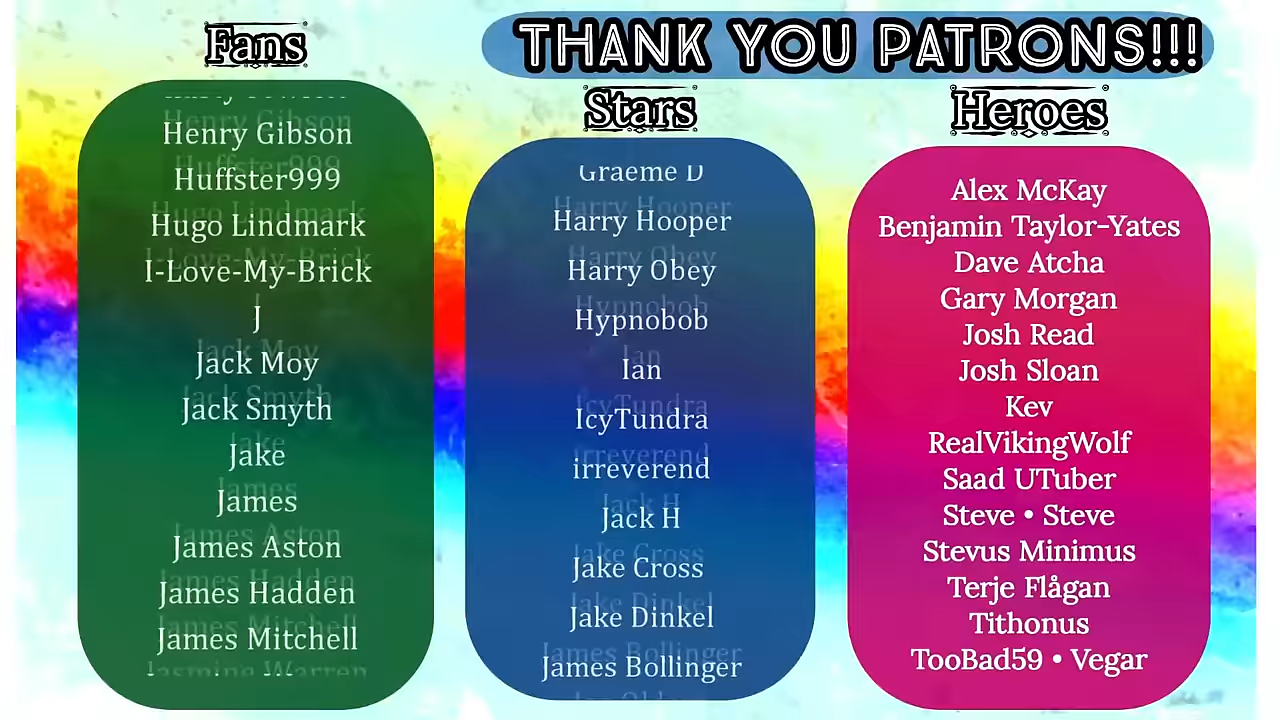 Fans
THANK YOU PATRONS!!!
Stars
Heroes
Henry Gibson
Huffster999
Hugo Lindmark
I-Love-My-Brick
J
Jack Moy
Jack Smyth
Jake
James
James Aston
James Hadden
James Mitchell
Jasmine Warren
Graeme D
Harry Hooper
Harry Obey
Hypnobob
Ian
IcyTundra
irreverend
Jack H
Jake Cross
Jake Dinkel
James Bollinger
Alex McKay
Benjamin Taylor-Yates
Dave Atcha
Gary Morgan
Josh Read
Josh Sloan
Kev
RealVikingWolf
Saad UTuber
Steve • Steve
Stevus Minimus
Terje Flågan
Tithonus
TooBad59 • Vegar